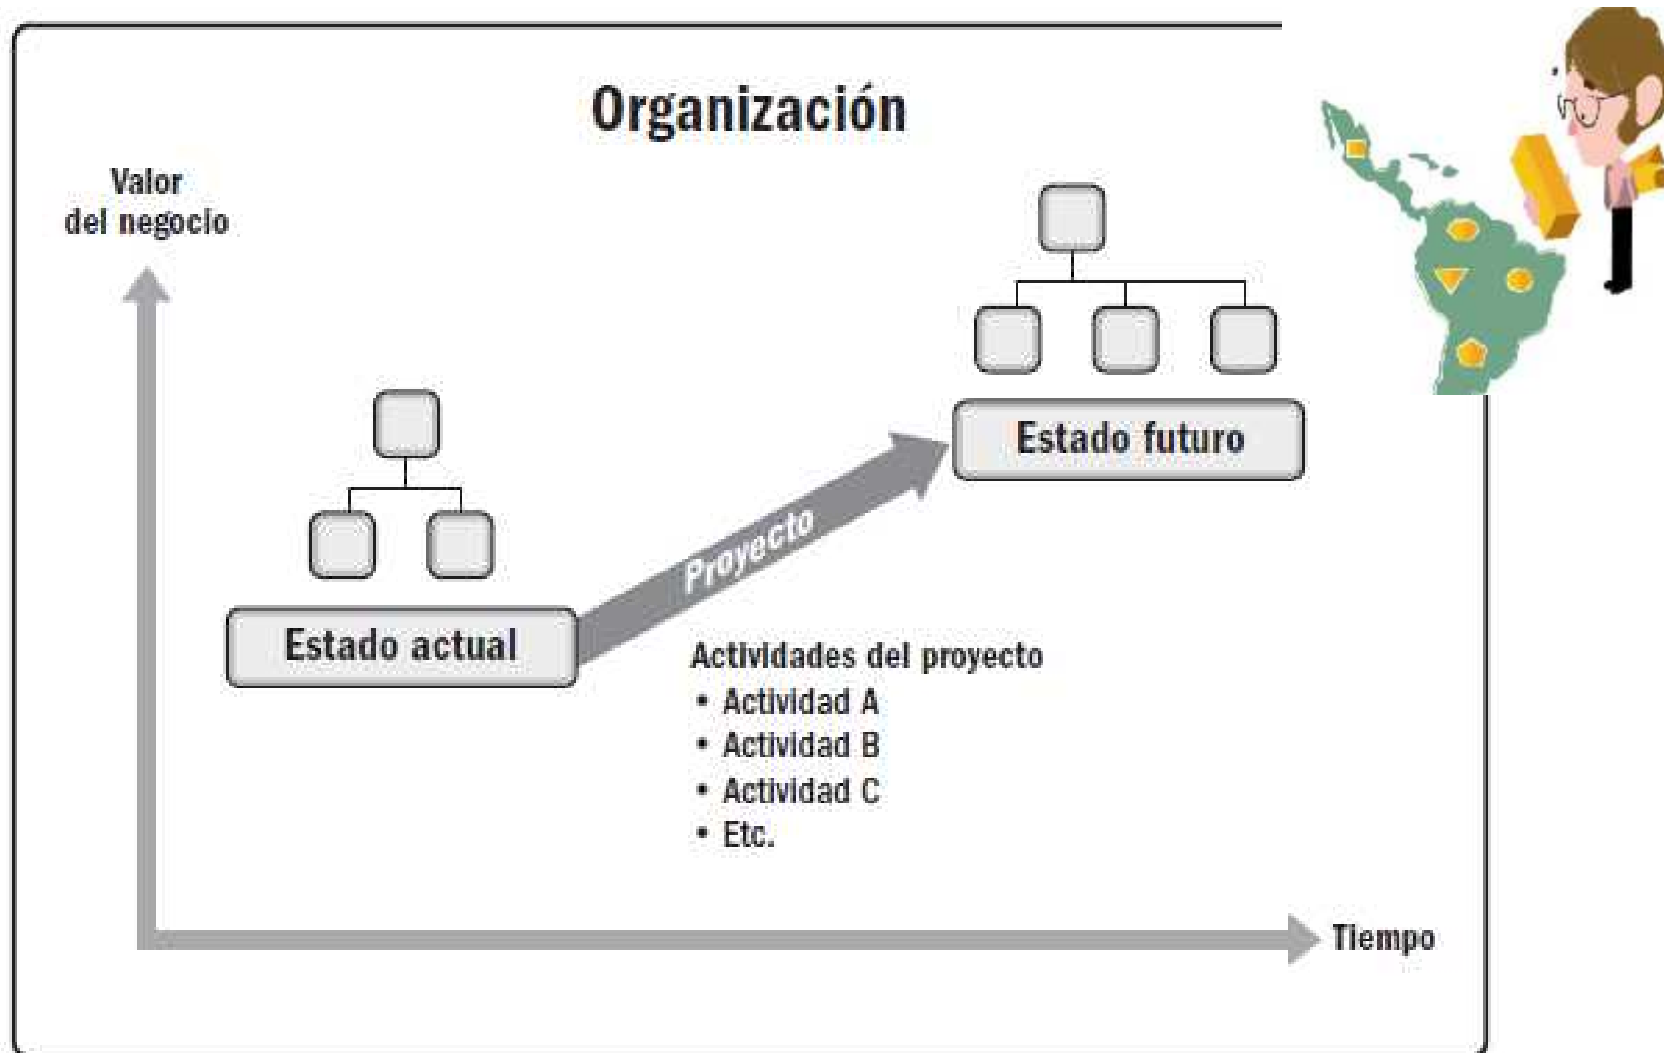 Organización
Valor
del negocio
Estado futuro
Proyecto
Estado actual
Actividades del proyecto
• Actividad A
• Actividad B
• Actividad C
• Etc.
Tiempo